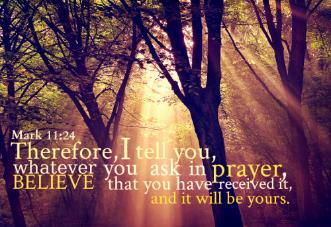 Mark 11:24
Therefore, I tell you,
whatever you ask in prayer,
BELIEVE that you have received it,
and it will be yours.